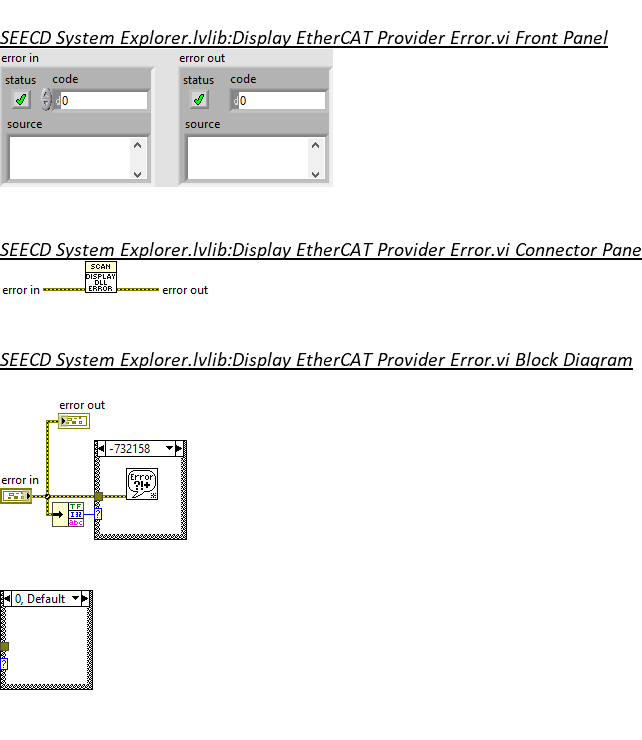 SEECD System Explorer.lvlib:Display EtherCAT Provider Error.vi Front Panel
error in error out
status code status code
d 0 d 0
source source
SEECD System Explorer.lvlib:Display EtherCAT Provider Error.vi Connector Pane
SCAN
DISPLAY
DLL
ERROR
error in error out
SEECD System Explorer.lvlib:Display EtherCAT Provider Error.vi Block Diagram
error out
-732158
error in
Error
?!+
TF
I32
abc
?
0, Default
?